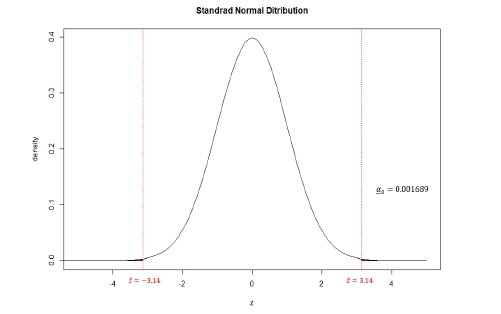 Standrad Normal Ditribution
0.4
0.3
0.2
0.1
0.0
density
α₀ = 0.001689
-4 -2 0 2 4
ẑ = −3.14 ẑ = 3.14
z